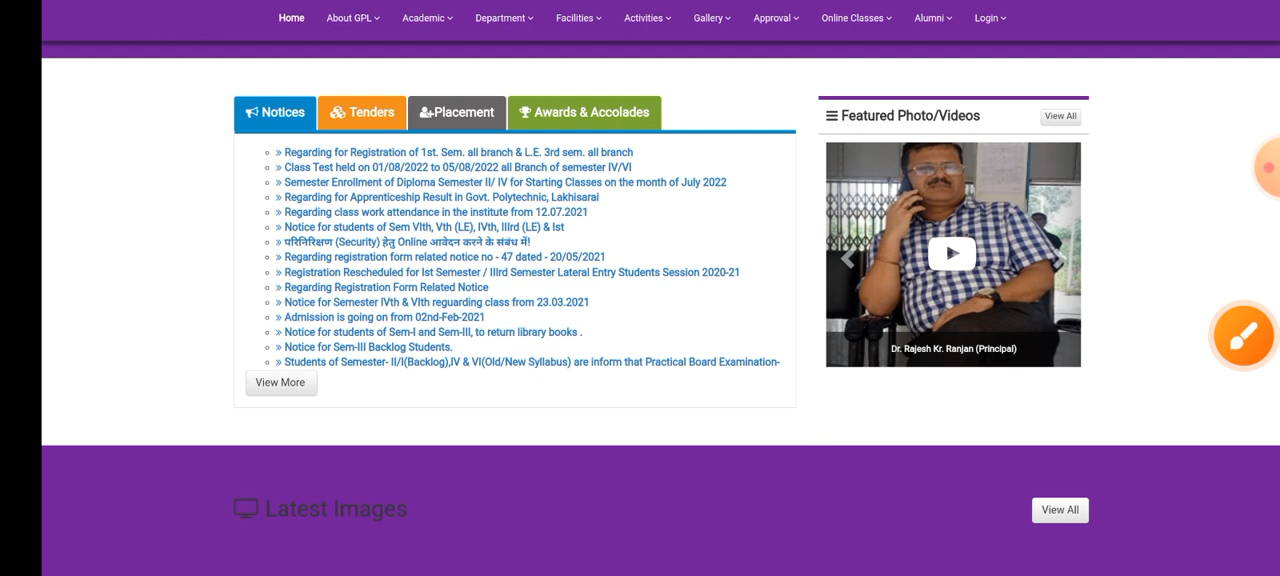 Home About GPL Academic Department Facilities Activities Gallery Approval Online Classes Alumni Login
Notices Tenders Placement Awards & Accolades
» Regarding for Registration of 1st. Sem. all branch & L.E. 3rd sem. all branch
» Class Test held on 01/08/2022 to 05/08/2022 all Branch of semester IV/VI
» Semester Enrollment of Diploma Semester II/ IV for Starting Classes on the month of July 2022
» Regarding for Apprenticeship Result in Govt. Polytechnic, Lakhisarai
» Regarding class work attendance in the institute from 12.07.2021
» Notice for students of Sem VIth, Vth (LE), IVth, IIIrd (LE) & Ist
» परिनिरिक्षण (Security) हेतु Online आवेदन करने के संबंध में!
» Regarding registration form related notice no - 47 dated - 20/05/2021
» Registration Rescheduled for Ist Semester / IIIrd Semester Lateral Entry Students Session 2020-21
» Regarding Registration Form Related Notice
» Notice for Semester IVth & VIth reguarding class from 23.03.2021
» Admission is going on from 02nd-Feb-2021
» Notice for students of Sem-I and Sem-III, to return library books .
» Notice for Sem-III Backlog Students.
» Students of Semester- II/I(Backlog),IV & VI(Old/New Syllabus) are inform that Practical Board Examination-
View More
Featured Photo/Videos View All
Dr. Rajesh Kr. Ranjan (Principal)
Latest Images View All